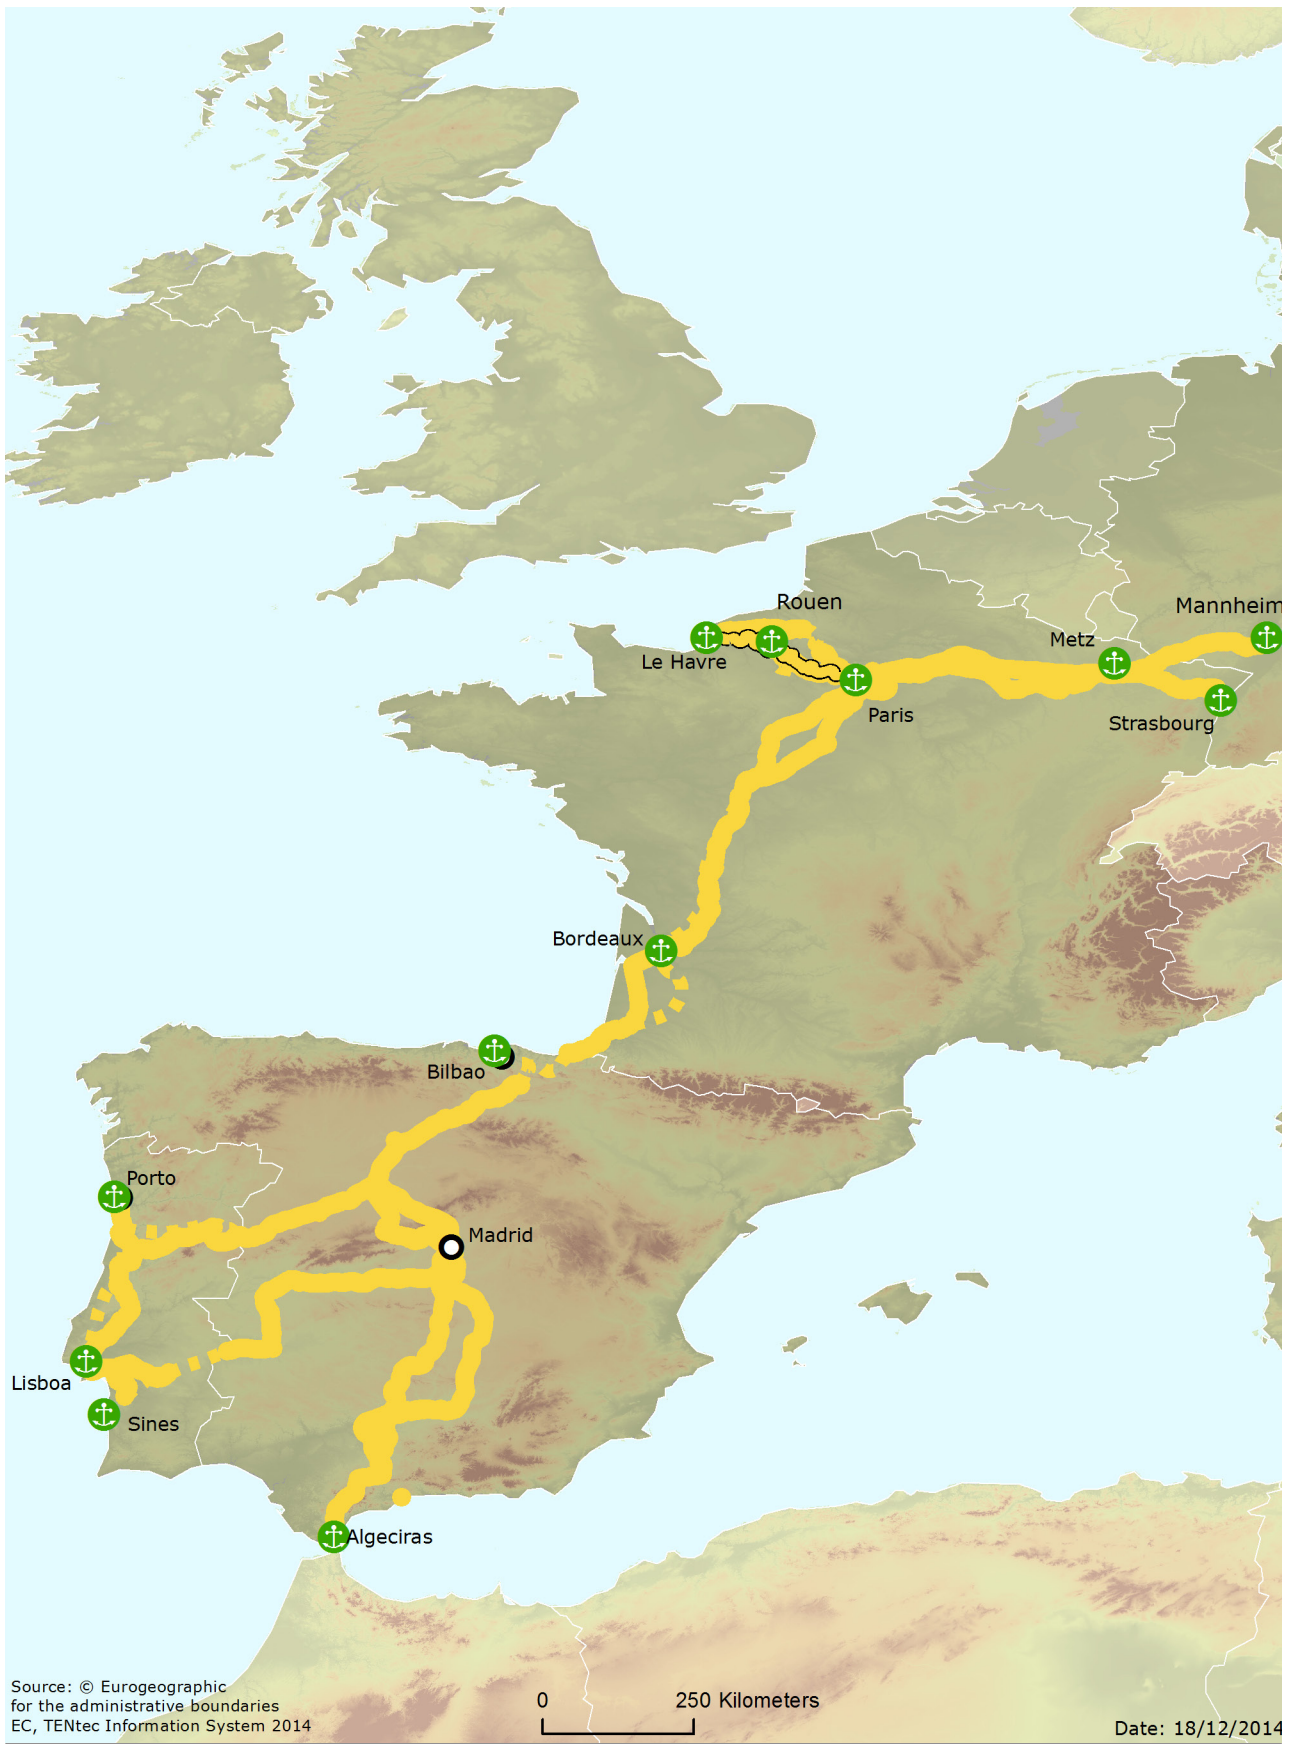 Rouen
Mannheim
Metz
Le Havre
Paris
Strasbourg
Bordeaux
Bilbao
Porto
Madrid
Lisboa
Sines
Algeciras
Source: © Eurogeographic
for the administrative boundaries
EC, TENtec Information System 2014
0 250 Kilometers
Date: 18/12/2014